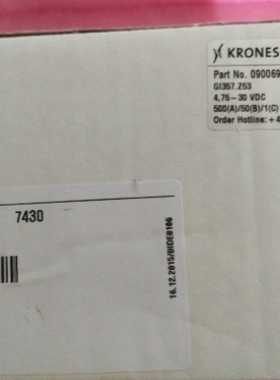 KRONES
Part No. 090069
GI357.Z53
4,75-30 VDC
500(A)/50(B)/1(C)
Order Hotline: +4
7430
16.12.2015/BIDE0106